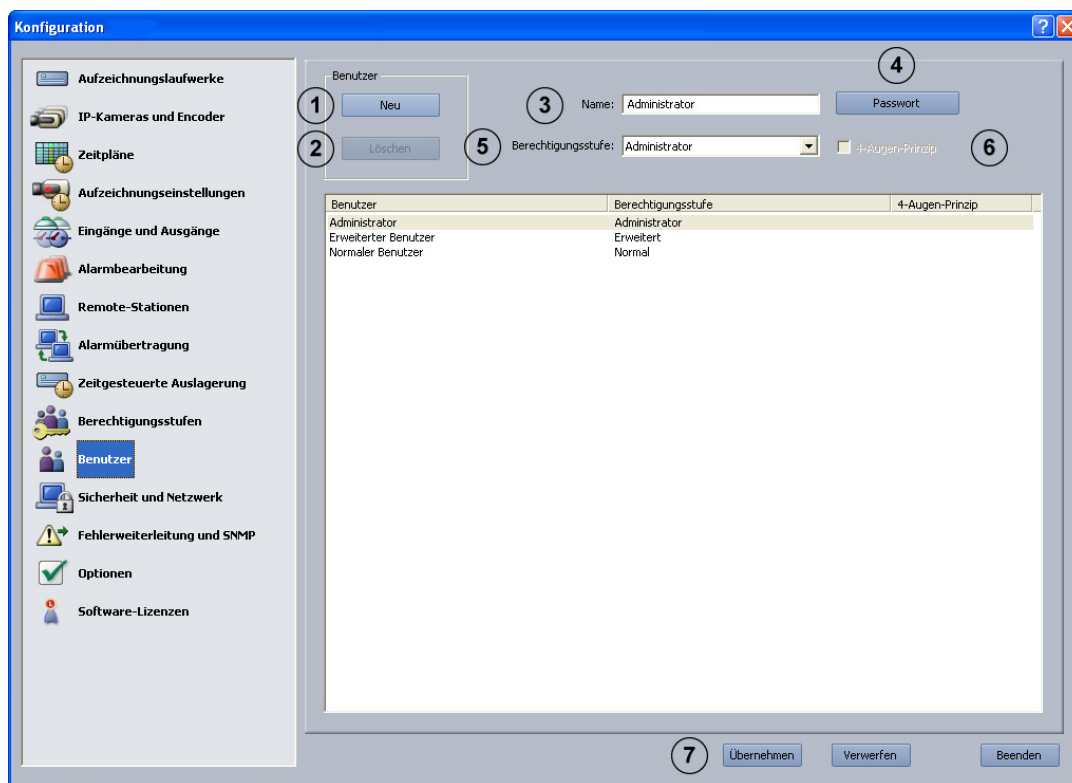 Konfiguration
Aufzeichnungslaufwerke
IP-Kameras und Encoder
Zeitpläne
Aufzeichnungseinstellungen
Eingänge und Ausgänge
Alarmbearbeitung
Remote-Stationen
Alarmübertragung
Zeitgesteuerte Auslagerung
Berechtigungsstufen
Benutzer
Sicherheit und Netzwerk
Fehlerweiterleitung und SNMP
Optionen
Software-Lizenzen
Benutzer
1 Neu
2 Löschen
3 Name: Administrator
4
Passwort
5 Berechtigungsstufe: Administrator
4-Augen-Prinzip 6
Benutzer Berechtigungsstufe 4-Augen-Prinzip
Administrator Administrator
Erweiterter Benutzer Erweitert
Normaler Benutzer Normal
7 Übernehmen Verwerfen Beenden